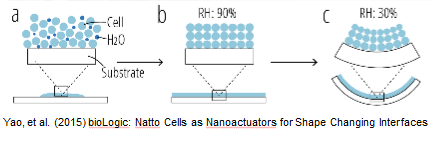 a
b RH: 90%
c RH: 30%
Cell
H2O
Substrate
Yao, et al. (2015) bioLogic: Natto Cells as Nanoactuators for Shape Changing Interfaces